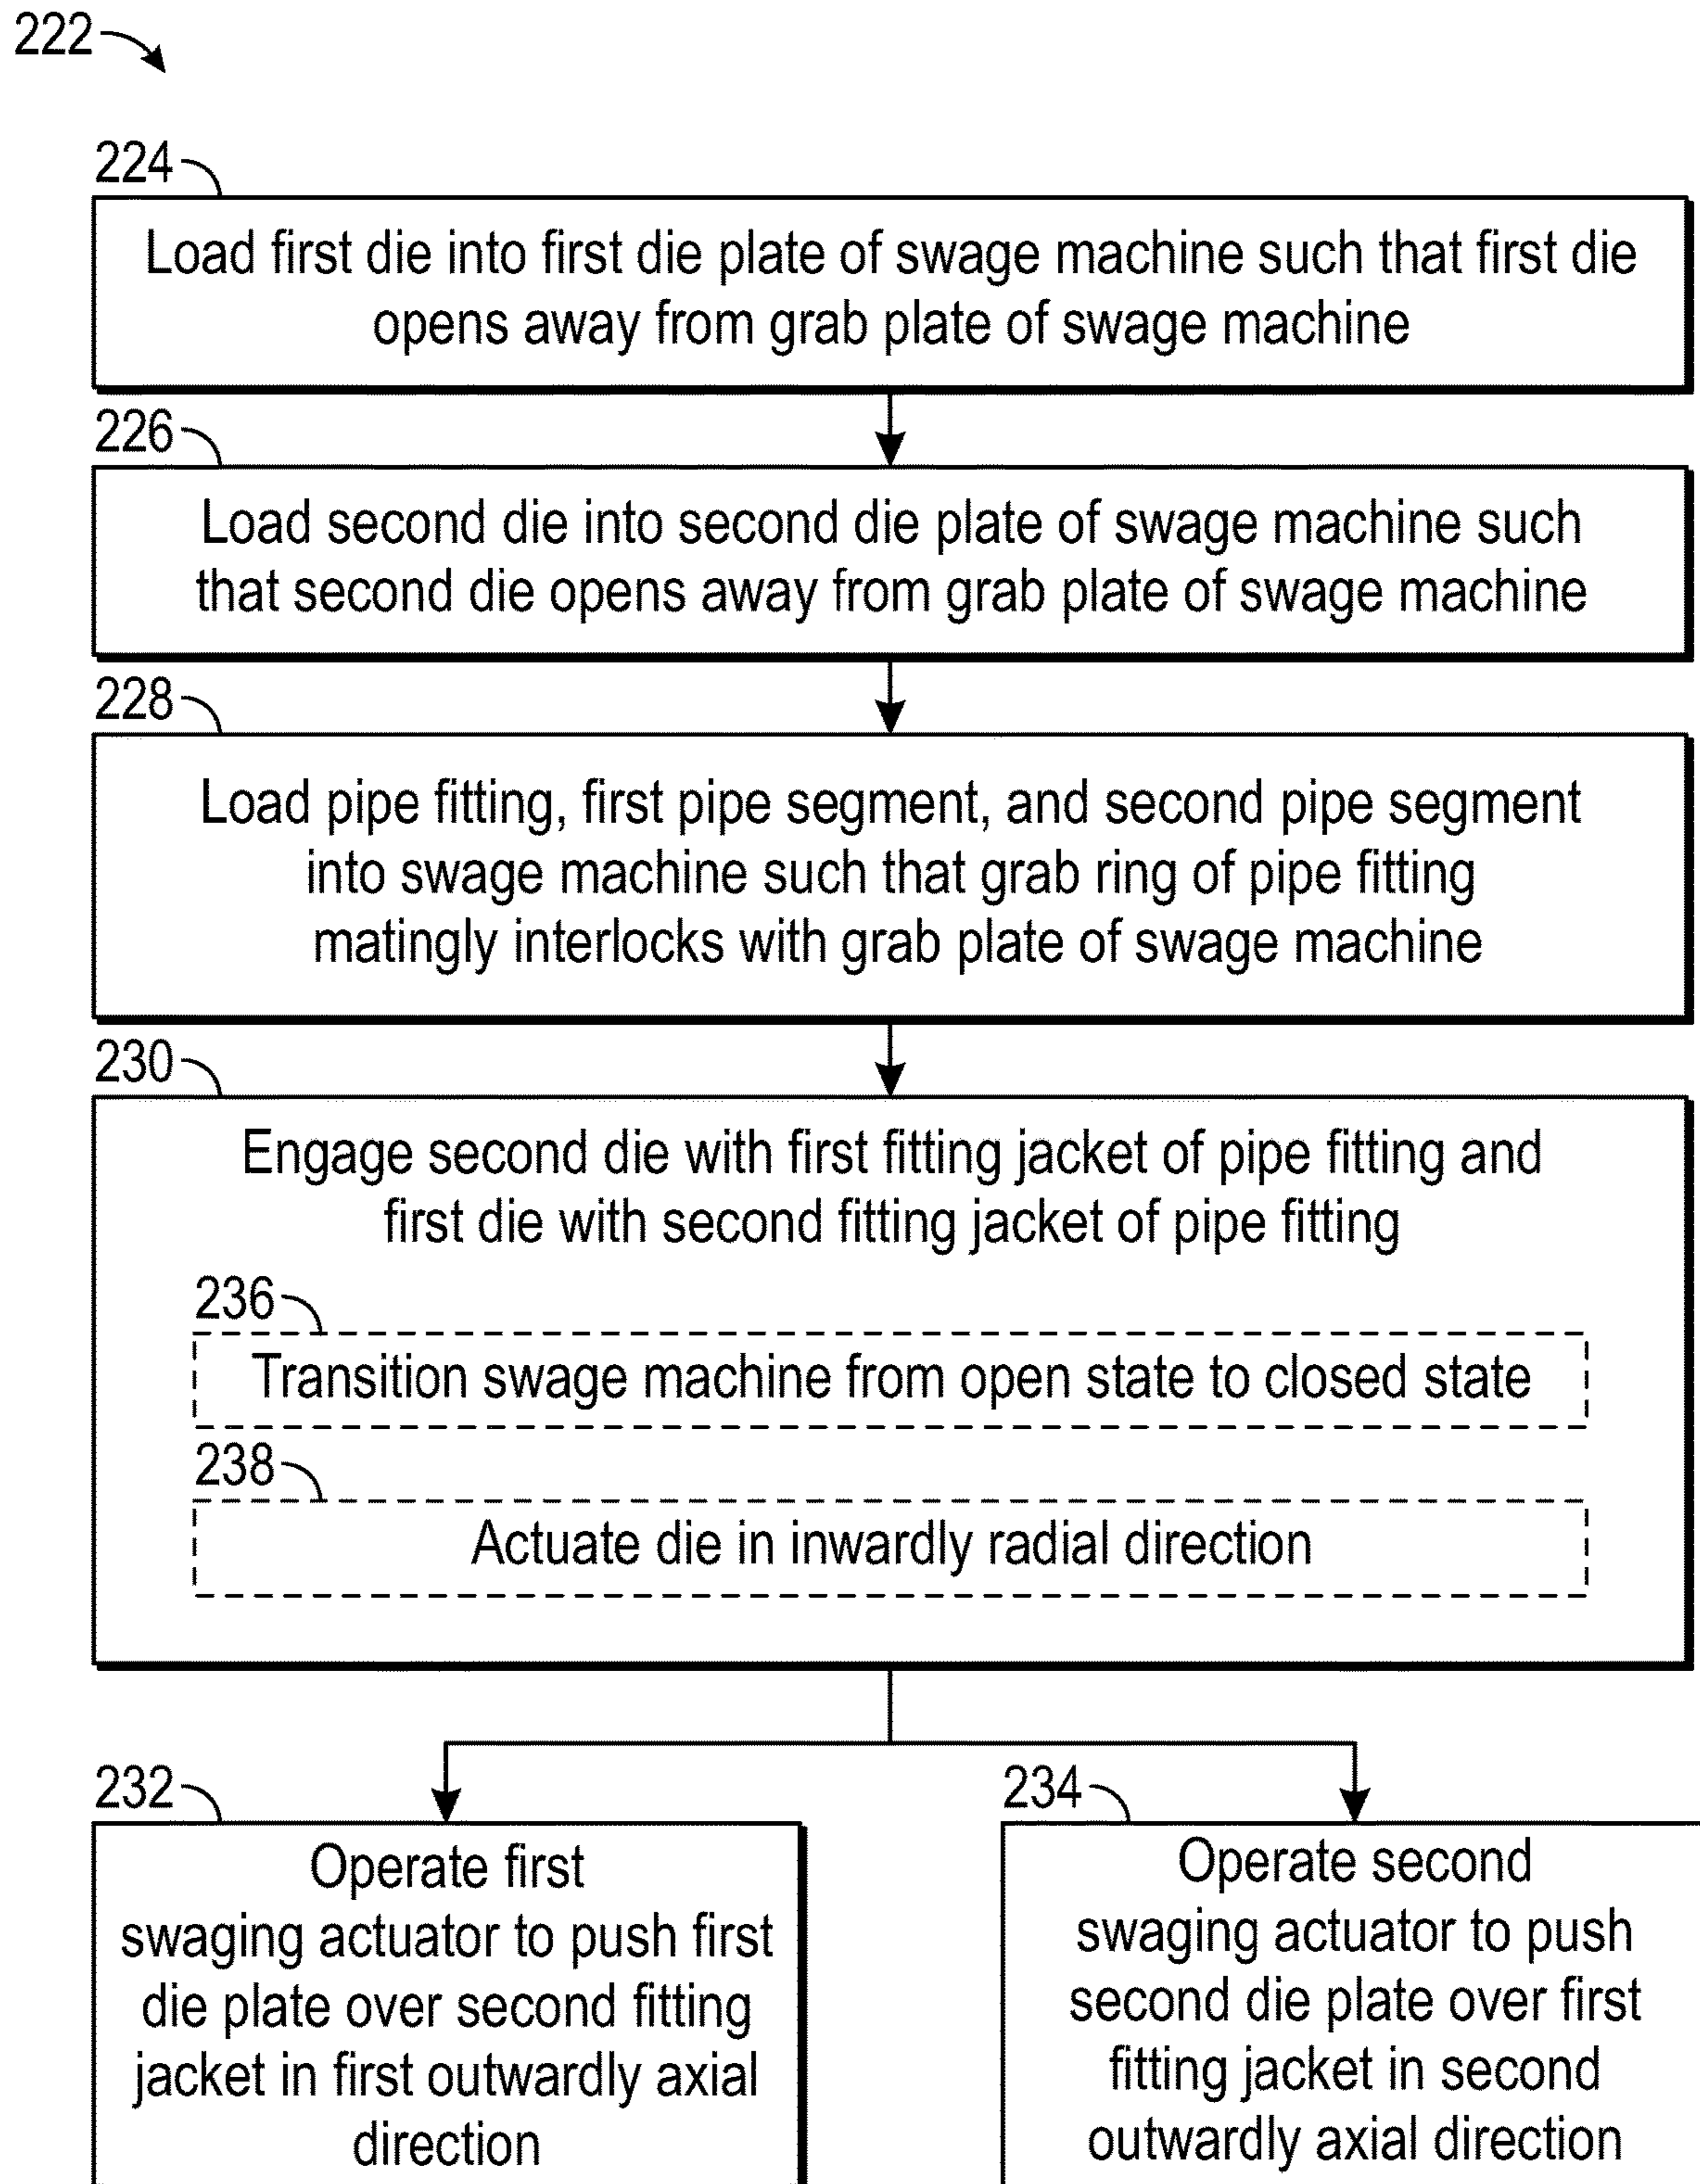 222
224
Load first die into first die plate of swage machine such that first die
opens away from grab plate of swage machine
226
Load second die into second die plate of swage machine such
that second die opens away from grab plate of swage machine
228
Load pipe fitting, first pipe segment, and second pipe segment
into swage machine such that grab ring of pipe fitting
matingly interlocks with grab plate of swage machine
230
Engage second die with first fitting jacket of pipe fitting and
first die with second fitting jacket of pipe fitting
236
Transition swage machine from open state to closed state
238
Actuate die in inwardly radial direction
232
Operate first
swaging actuator to push first
die plate over second fitting
jacket in first outwardly axial
direction
234
Operate second
swaging actuator to push
second die plate over first
fitting jacket in second
outwardly axial direction